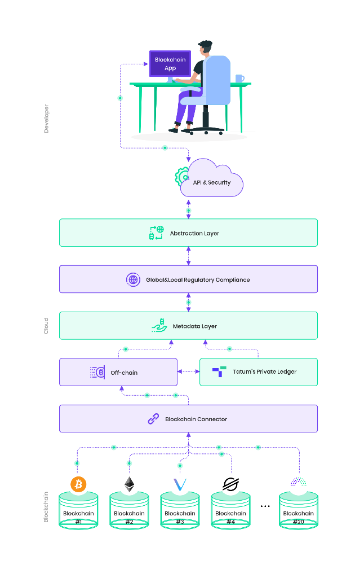 Blockchain
App
Developer
API & Security
Abstraction Layer
Global&Local Regulatory Compliance
Cloud
Metadata Layer
Off-chain
Tatum's Private Ledger
Blockchain Connector
Blockchain
Blockchain
#1
Blockchain
#2
Blockchain
#3
Blockchain
#4
...
Blockchain
#20